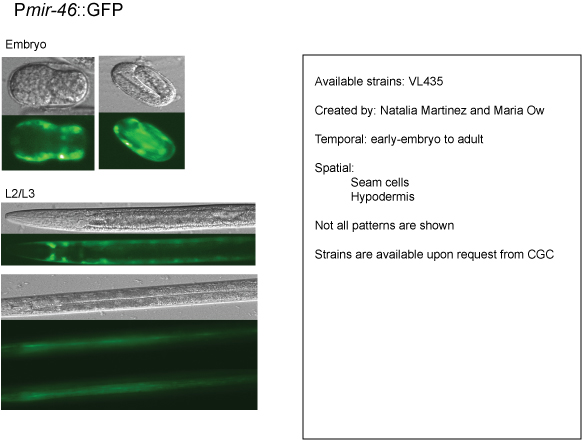 Pmir-46::GFP
Embryo
L2/L3
Available strains: VL435
Created by: Natalia Martinez and Maria Ow
Temporal: early-embryo to adult
Spatial:
Seam cells
Hypodermis
Not all patterns are shown
Strains are available upon request from CGC